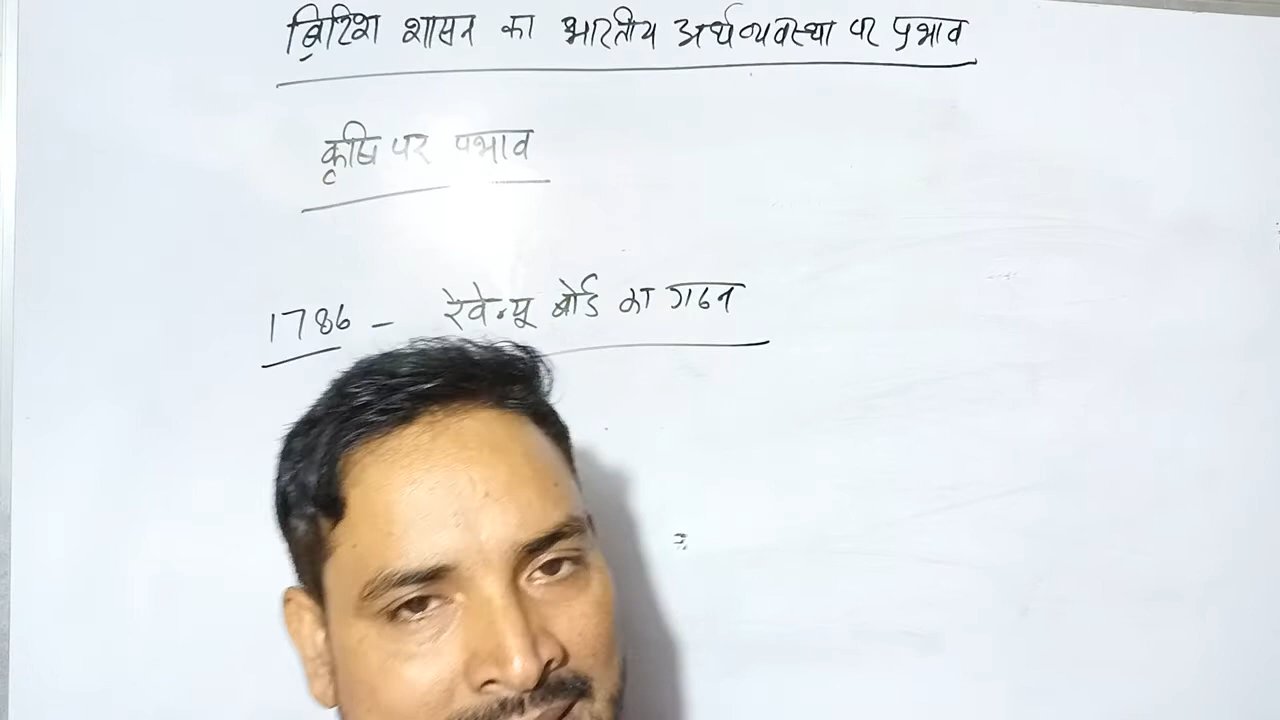 ब्रिटिश शासन का भारतीय अर्थव्यवस्था पर प्रभाव
कृषि पर प्रभाव
1786 - रेवेन्यू बोर्ड का गठन